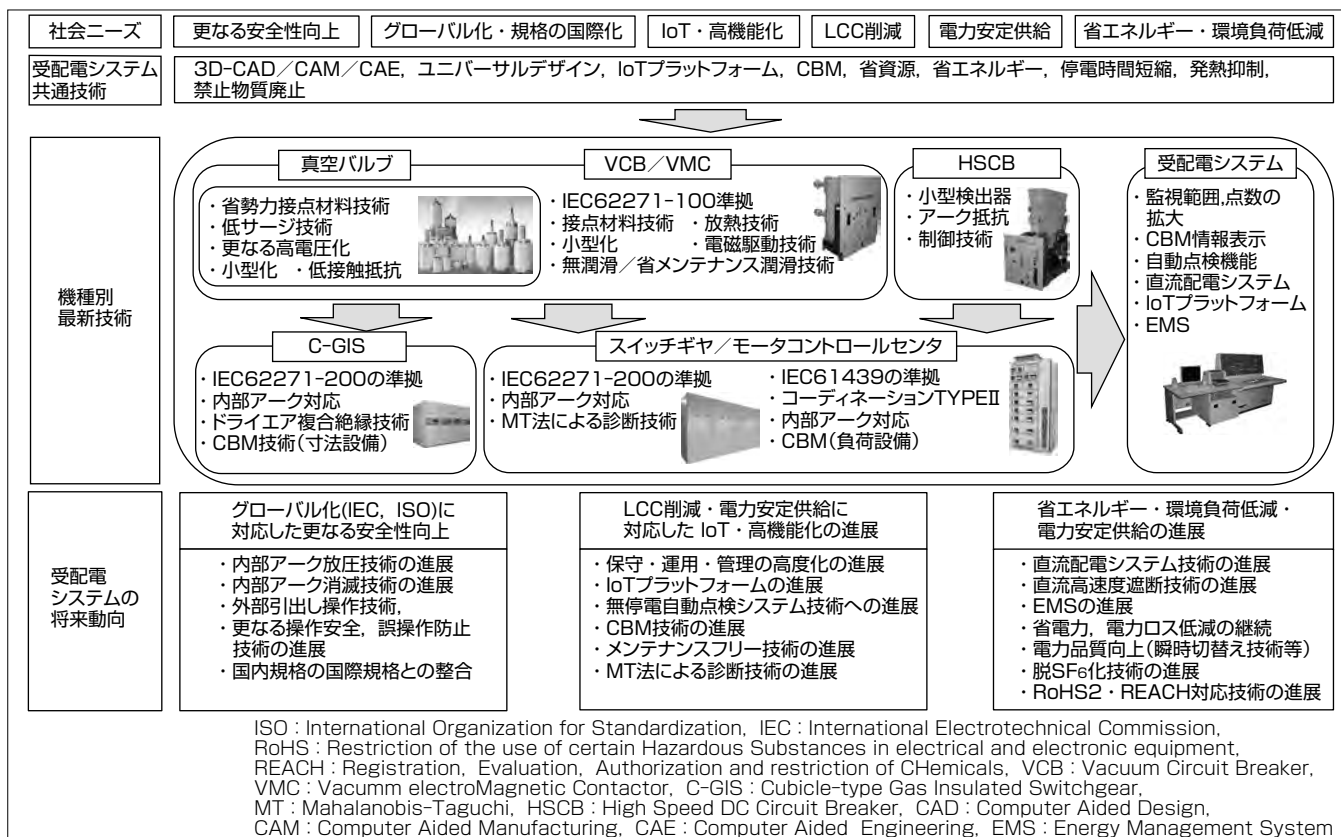 社会ニーズ
更なる安全性向上
グローバル化・規格の国際化
IoT・高機能化
LCC削減
電力安定供給
省エネルギー・環境負荷低減
受配電システム
共通技術
3D-CAD/CAM/CAE, ユニバーサルデザイン, IoTプラットフォーム, CBM, 省資源, 省エネルギー, 停電時間短縮, 発熱抑制,
禁止物質廃止
機種別
最新技術
真空バルブ
・省勢力接点材料技術
・低サージ技術
・更なる高電圧化
・小型化 ・低接触抵抗
VCB/VMC
・IEC62271-100準拠
・接点材料技術 ・放熱技術
・小型化 ・電磁駆動技術
・無潤滑/省メンテナンス潤滑技術
HSCB
・小型検出器
・アーク抵抗
・制御技術
受配電システム
・監視範囲,点数の
拡大
・CBM情報表示
・自動点検機能
・直流配電システム
・IoTプラットフォーム
・EMS
C-GIS
・IEC62271-200の準拠
・内部アーク対応
・ドライエア複合絶縁技術
・CBM技術(寸法設備)
スイッチギヤ/モータコントロールセンタ
・IEC62271-200の準拠
・内部アーク対応
・MT法による診断技術
・IEC61439の準拠
・コーディネーションTYPEⅡ
・内部アーク対応
・CBM(負荷設備)
受配電
システムの
将来動向
グローバル化(IEC, ISO)に
対応した更なる安全性向上
・内部アーク放圧技術の進展
・内部アーク消滅技術の進展
・外部引出し操作技術,
・更なる操作安全, 誤操作防止
技術の進展
・国内規格の国際規格との整合
LCC削減・電力安定供給に
対応した IoT・高機能化の進展
・保守・運用・管理の高度化の進展
・IoTプラットフォームの進展
・無停電自動点検システム技術への進展
・CBM技術の進展
・メンテナンスフリー技術の進展
・MT法による診断技術の進展
省エネルギー・環境負荷低減・
電力安定供給の進展
・直流配電システム技術の進展
・直流高速度遮断技術の進展
・EMSの進展
・省電力, 電力ロス低減の継続
・電力品質向上(瞬時切替え技術等)
・脱SF6化技術の進展
・RoHS2・REACH対応技術の進展
ISO : International Organization for Standardization, IEC : International Electrotechnical Commission,
RoHS : Restriction of the use of certain Hazardous Substances in electrical and electronic equipment,
REACH : Registration, Evaluation, Authorization and restriction of CHemicals, VCB : Vacuum Circuit Breaker,
VMC : Vacumm electroMagnetic Contactor, C-GIS : Cubicle-type Gas Insulated Switchgear,
MT : Mahalanobis-Taguchi, HSCB : High Speed DC Circuit Breaker, CAD : Computer Aided Design,
CAM : Computer Aided Manufacturing, CAE : Computer Aided Engineering, EMS : Energy Management System